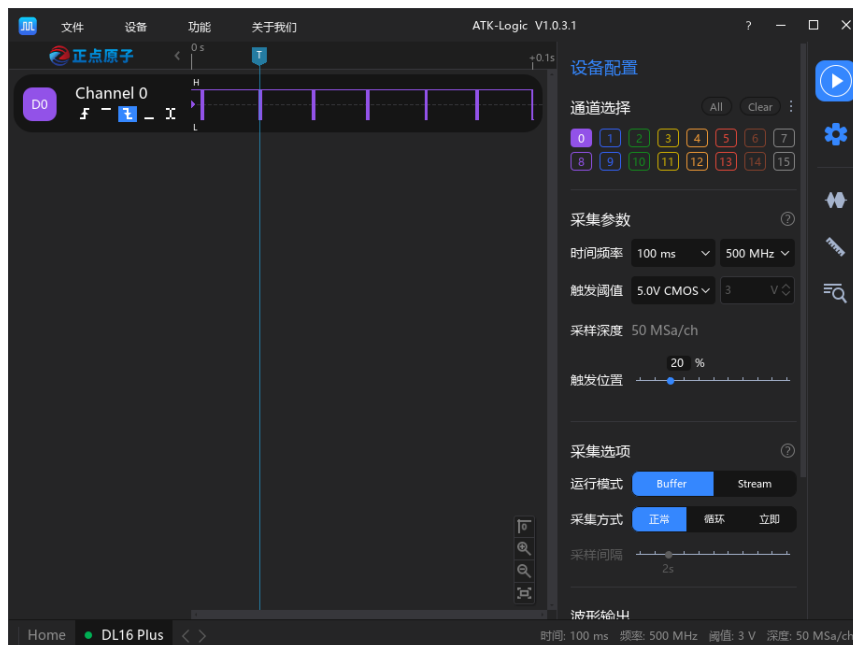 文件 设备 功能 关于我们 ATK-Logic V1.0.3.1 ?
正点原子 0 s T +0.1s
设备配置
D0 Channel 0 H L
通道选择 All Clear
0 1 2 3 4 5 6 7
8 9 10 11 12 13 14 15
采集参数 ?
时间频率 100 ms 500 MHz
触发阈值 5.0V CMOS 3 V
采样深度 50 MSa/ch
20 %
触发位置
采集选项 ?
运行模式 Buffer Stream
采集方式 正常 循环 立即
采样间隔
2s
波形输出
Home DL16 Plus
时间: 100 ms 频率: 500 MHz 阈值: 3 V 深度: 50 MSa/ch